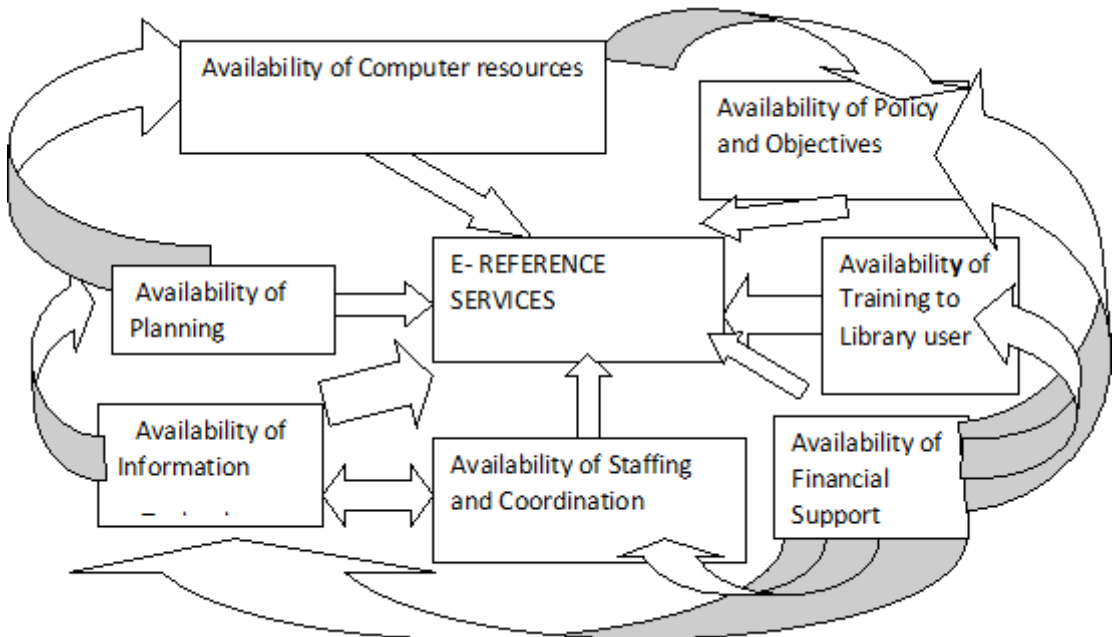 Availability of Computer resources
Availability of Policy
and Objectives
E- REFERENCE
SERVICES
Availability of
Training to
Library user
Availability of
Planning
Availability of
Information
Availability of Staffing
and Coordination
Availability of
Financial
Support